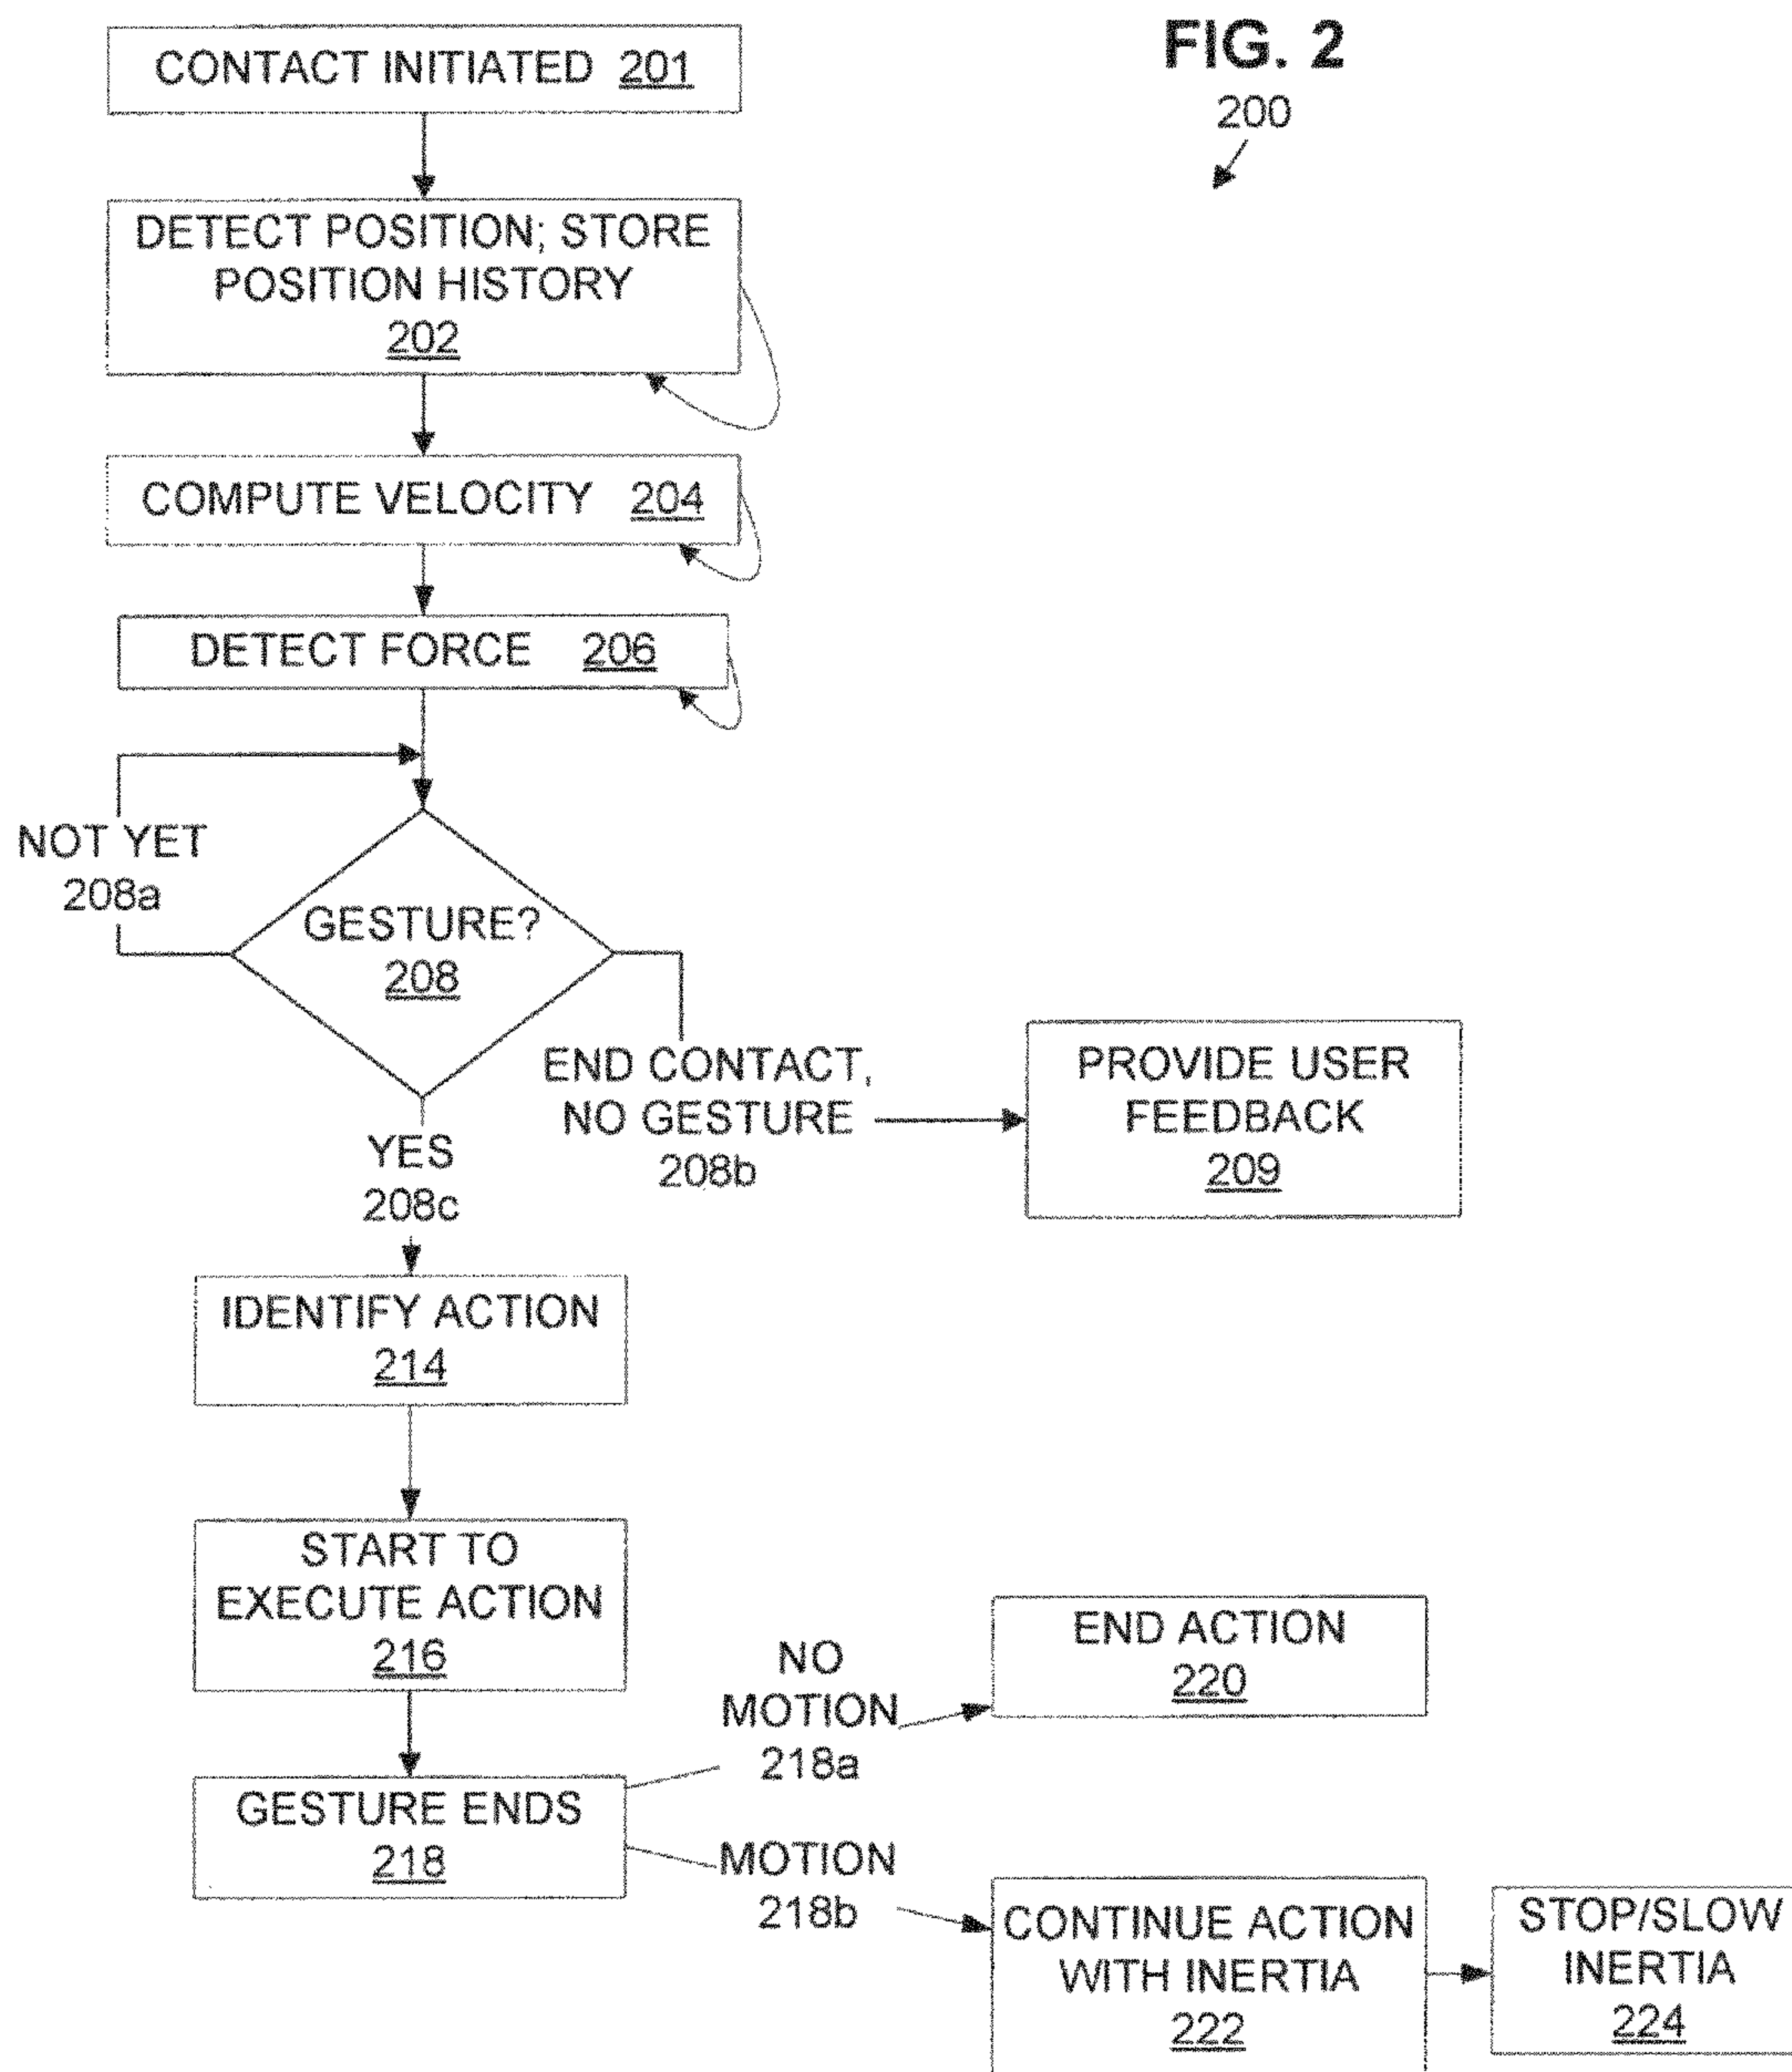 FIG. 2
200
CONTACT INITIATED 201
DETECT POSITION; STORE
POSITION HISTORY
202
COMPUTE VELOCITY 204
DETECT FORCE 206
NOT YET
208a
GESTURE?
208
END CONTACT,
NO GESTURE
208b
PROVIDE USER
FEEDBACK
209
YES
208c
IDENTIFY ACTION
214
START TO
EXECUTE ACTION
216
GESTURE ENDS
218
NO
MOTION
218a
END ACTION
220
MOTION
218b
CONTINUE ACTION
WITH INERTIA
222
STOP/SLOW
INERTIA
224